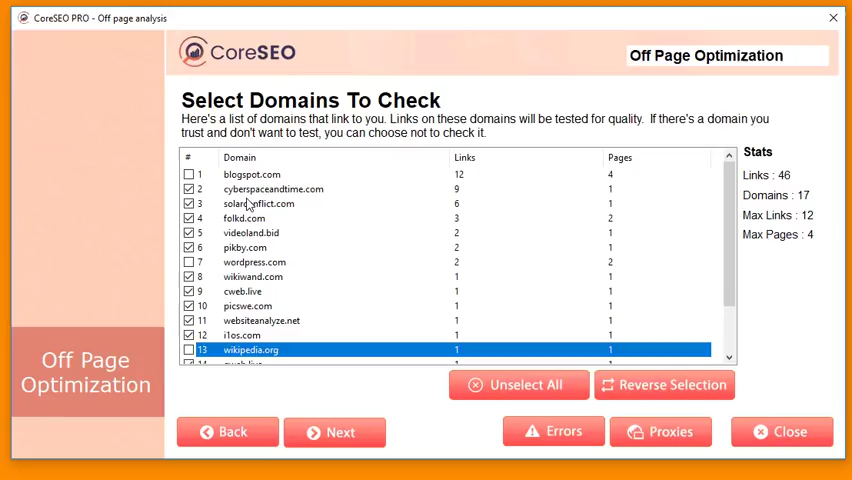 CoreSEO PRO - Off page analysis
CoreSEO
Off Page Optimization
Select Domains To Check
Here's a list of domains that link to you. Links on these domains will be tested for quality. If there's a domain you
trust and don't want to test, you can choose not to check it.
# Domain Links Pages
1 blogspot.com 12 4
2 cyberspaceandtime.com 9 1
3 solarconflict.com 6 1
4 folkd.com 3 2
5 videoland.bid 2 1
6 pikby.com 2 1
7 wordpress.com 2 2
8 wikiwand.com 1 1
9 cweb.live 1 1
10 picswe.com 1 1
11 websiteanalyze.net 1 1
12 i1os.com 1 1
13 wikipedia.org 1 1
Stats
Links : 46
Domains : 17
Max Links : 12
Max Pages : 4
Off Page
Optimization
Unselect All
Reverse Selection
Back
Next
Errors
Proxies
Close